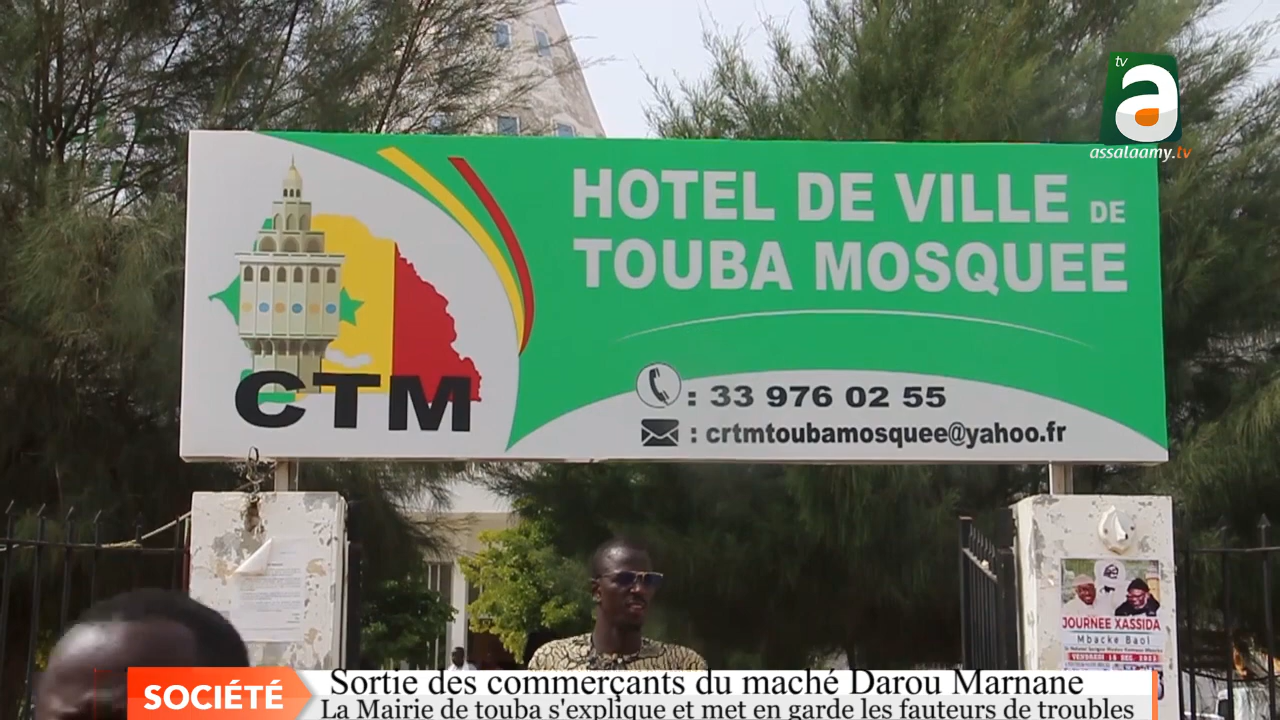 tv
a
assalaamy.tv
HOTEL DE VILLE DE
TOUBA MOSQUEE
CTM
: 33 976 02 55
: crtmtoubamosquee@yahoo.fr
JOURNEE XASSIDA
Mbacke Baol
SOCIÉTÉ
Sortie des commerçants du maché Darou Marnane
La Mairie de touba s'explique et met en garde les fauteurs de troubles